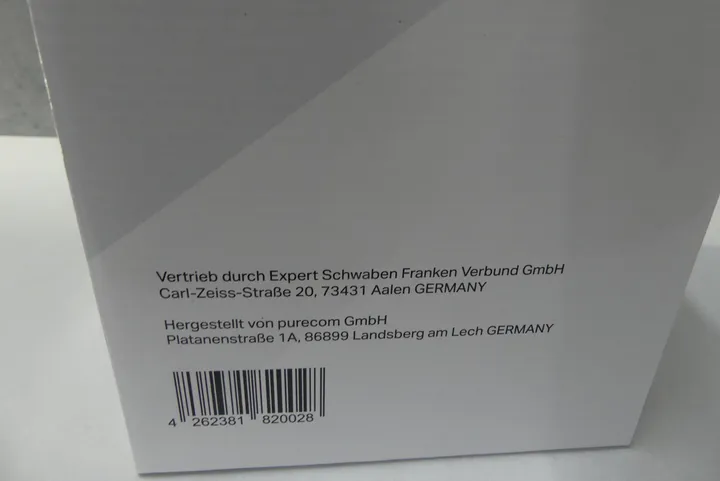 Vertrieb durch Expert Schwaben Franken Verbund GmbH
Carl-Zeiss-Straße 20, 73431 Aalen GERMANY
Hergestellt von purecom GmbH
Platanenstraße 1A, 86899 Landsberg am Lech GERMANY
4 262381 820028